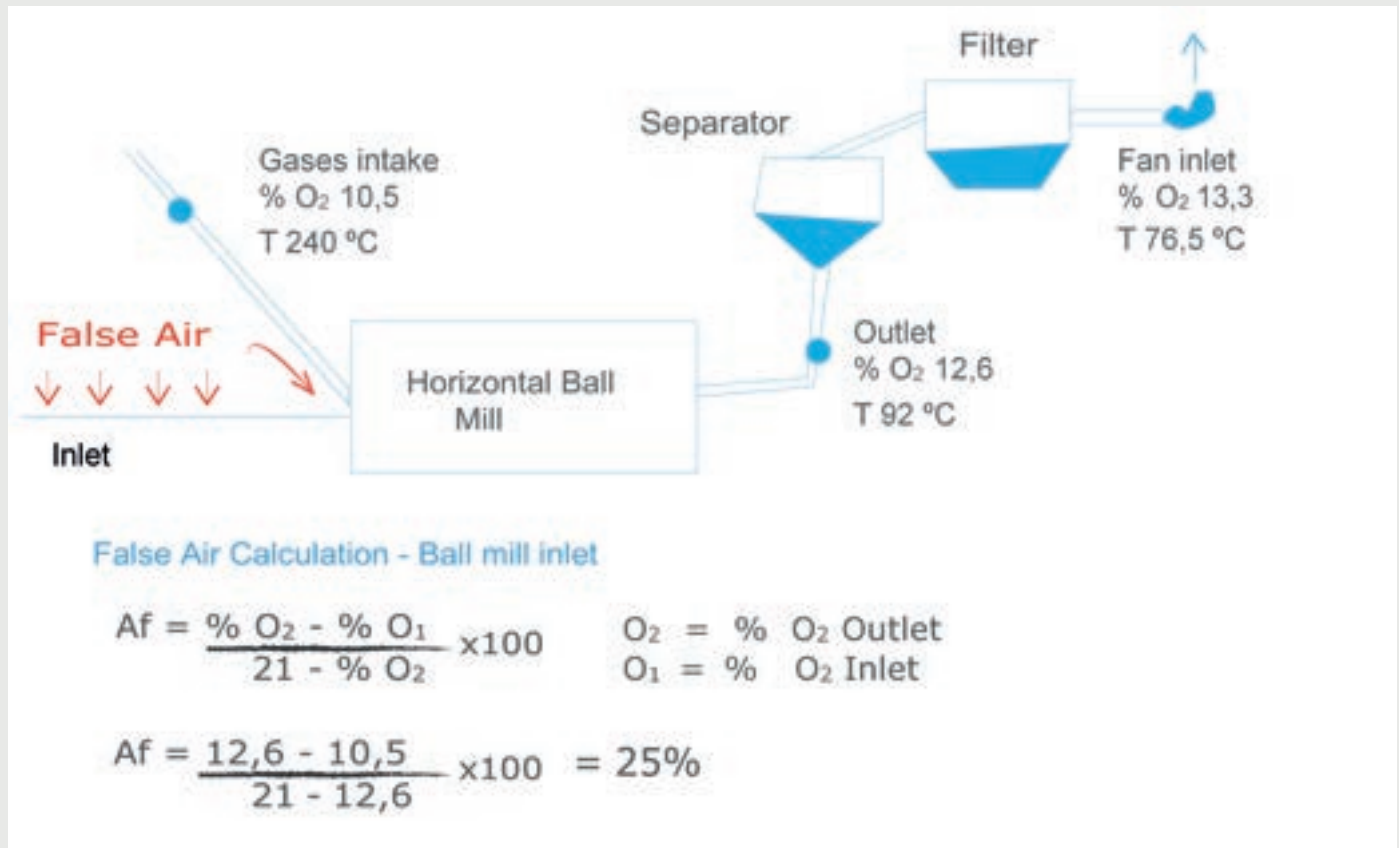 Filter
Separator
Gases intake
% O₂ 10,5
T 240 ºC
Fan inlet
% O₂ 13,3
T 76,5 ºC
False Air
Inlet
Horizontal Ball
Mill
Outlet
% O₂ 12,6
T 92 ºC
False Air Calculation - Ball mill inlet
Af = % O₂ - % O₁ x100
21 - % O₂
O₂ = % O₂ Outlet
O₁ = % O₂ Inlet
Af = 12,6 - 10,5 x100 = 25%
21 - 12,6